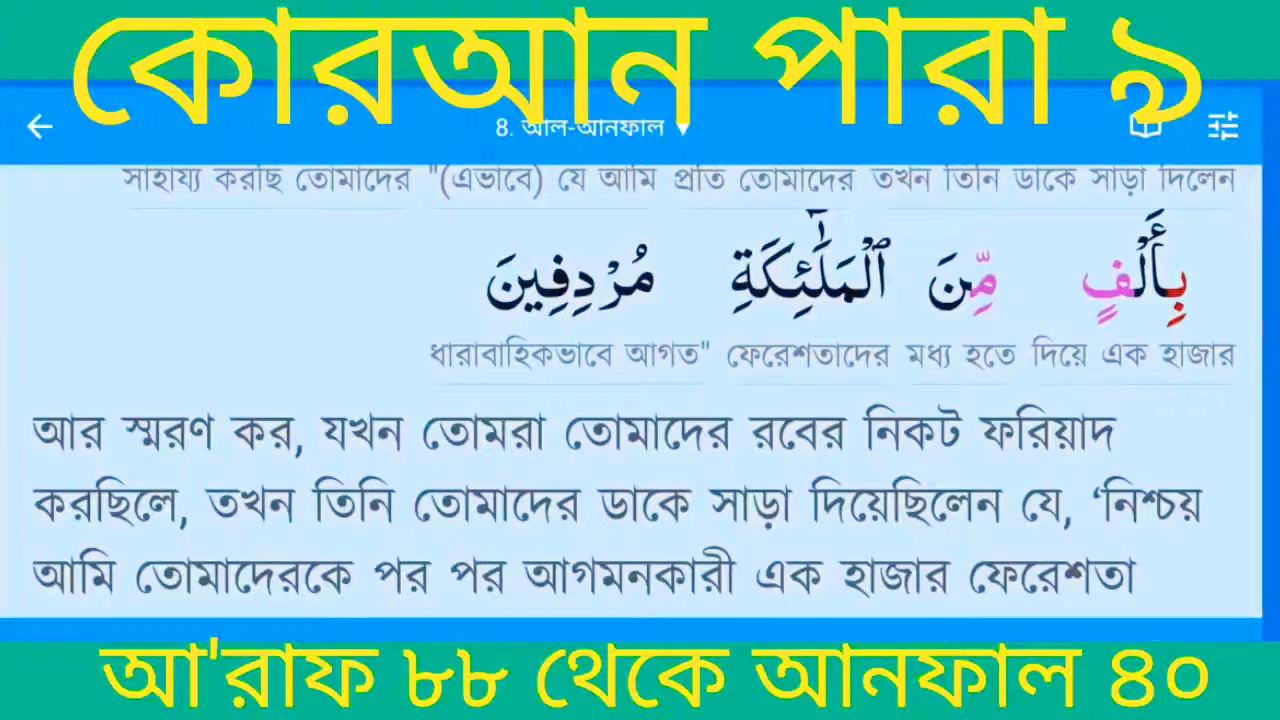 কোরআন পারা ৯
8. আল-আনফাল ▼
সাহায্য করছি তোমাদের "(এভাবে) যে আমি প্রতি তোমাদের তখন তিনি ডাকে সাড়া দিলেন
بِأَلْفٍ مِّنَ ٱلْمَلَـٰٓئِكَةِ مُرْدِفِينَ
ধারাবাহিকভাবে আগত" ফেরেশতাদের মধ্য হতে দিয়ে এক হাজার
আর স্মরণ কর, যখন তোমরা তোমাদের রবের নিকট ফরিয়াদ
করছিলে, তখন তিনি তোমাদের ডাকে সাড়া দিয়েছিলেন যে, ‘নিশ্চয়
আমি তোমাদেরকে পর পর আগমনকারী এক হাজার ফেরেশতা
আ'রাফ ৮৮ থেকে আনফাল ৪০